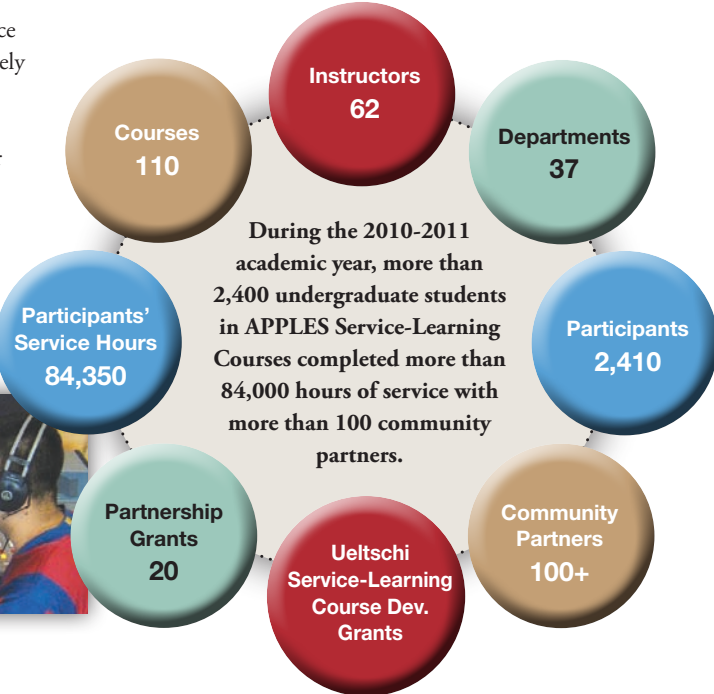 Instructors
62
Departments
37
Participants
2,410
Community
Partners
100+
Ueltschi
Service-Learning
Course Dev.
Grants
Partnership
Grants
20
Participants’
Service Hours
84,350
Courses
110
During the 2010-2011
academic year, more than
2,400 undergraduate students
in APPLES Service-Learning
Courses completed more than
84,000 hours of service with
more than 100 community
partners.